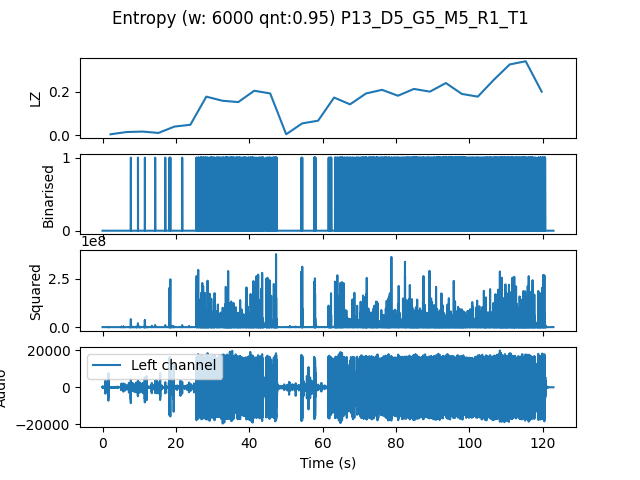 Entropy (w: 6000 qnt:0.95) P13_D5_G5_M5_R1_T1
LZ
0.2
0.0
Binarised
1
0
1e8
Squared
2.5
0.0
Audio
20000
0
−20000
Left channel
0 20 40 60 80 100 120
Time (s)